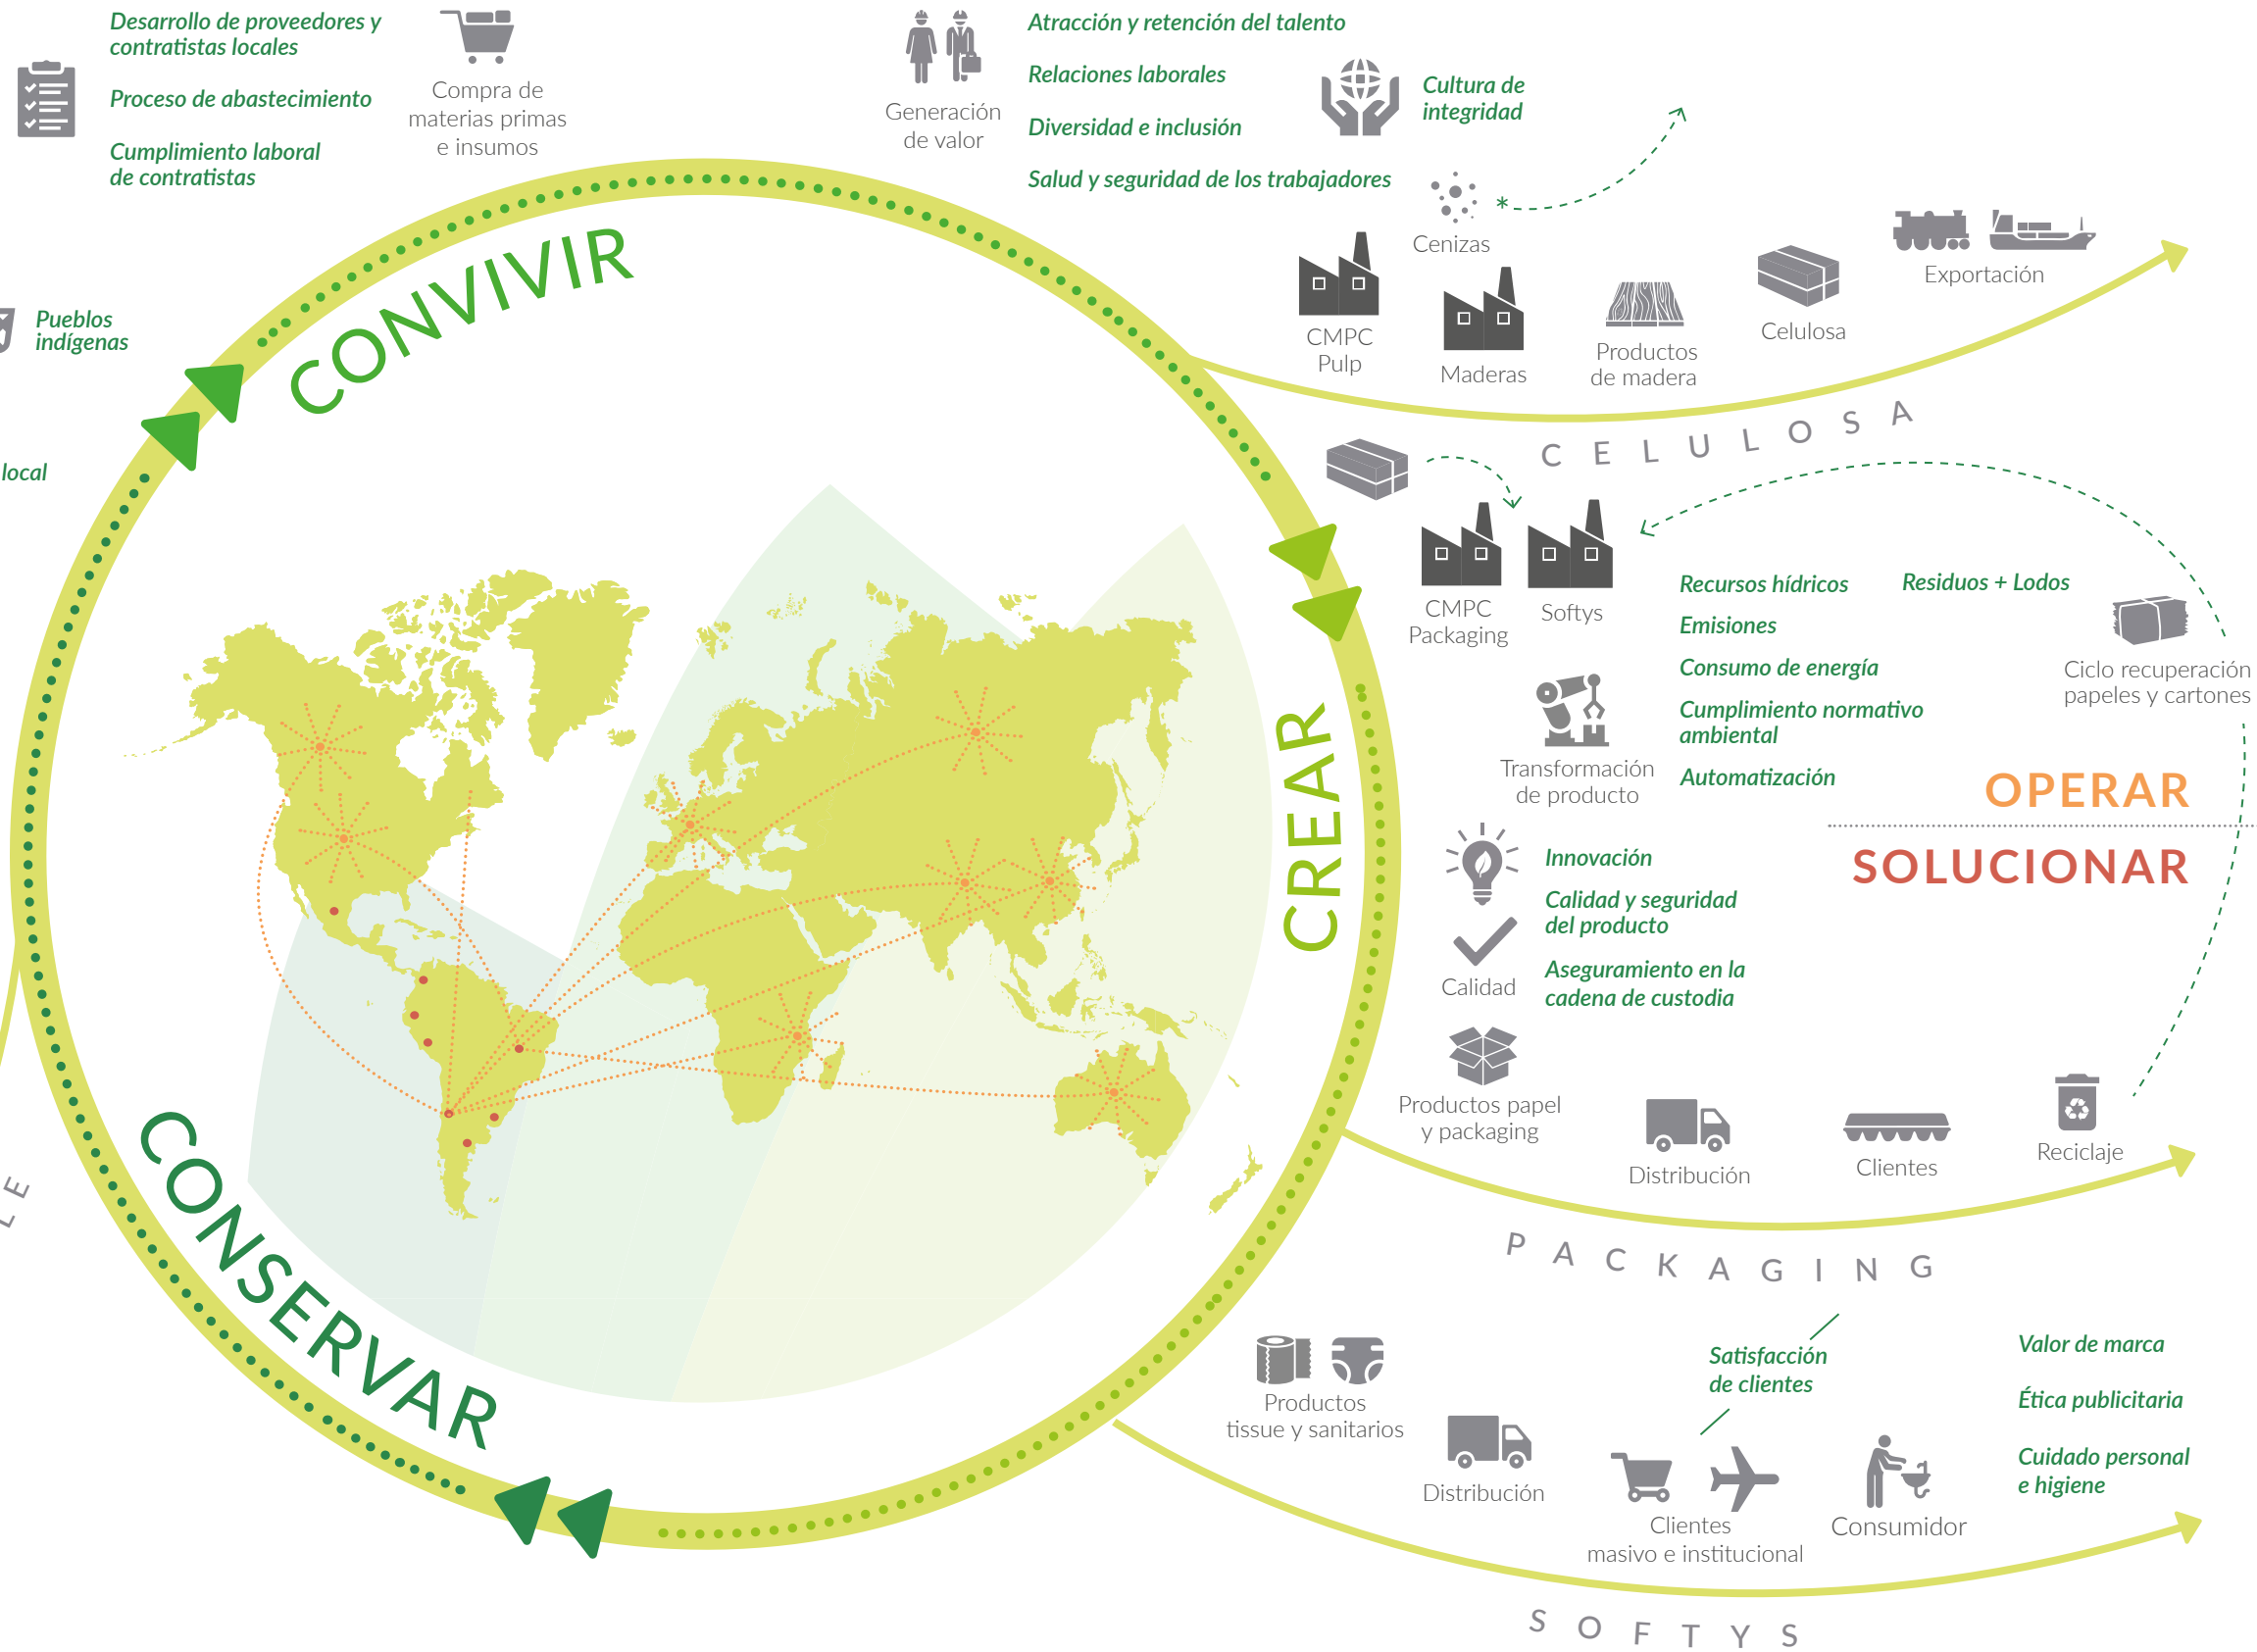 Desarrollo de proveedores y
contratistas locales
Proceso de abastecimiento
Cumplimiento laboral
de contratistas
Compra de
materias primas
e insumos
Generación
de valor
Atracción y retención del talento
Relaciones laborales
Diversidad e inclusión
Salud y seguridad de los trabajadores
Cultura de
integridad
Pueblos
indígenas
local
CONVIVIR
CREAR
CONSERVAR
Cenizas
CMPC
Pulp
Maderas
Productos
de madera
Celulosa
Exportación
CELULOSA
CMPC
Packaging
Softys
Recursos hídricos
Residuos + Lodos
Emisiones
Consumo de energía
Cumplimiento normativo
ambiental
Automatización
Ciclo recuperación
papeles y cartones
Transformación
de producto
OPERAR
SOLUCIONAR
Innovación
Calidad y seguridad
del producto
Aseguramiento en la
cadena de custodia
Calidad
Productos papel
y packaging
Distribución
Clientes
Reciclaje
PACKAGING
LE
Productos
tissue y sanitarios
Distribución
Satisfacción
de clientes
Clientes
masivo e institucional
Consumidor
Valor de marca
Ética publicitaria
Cuidado personal
e higiene
SOFTYS